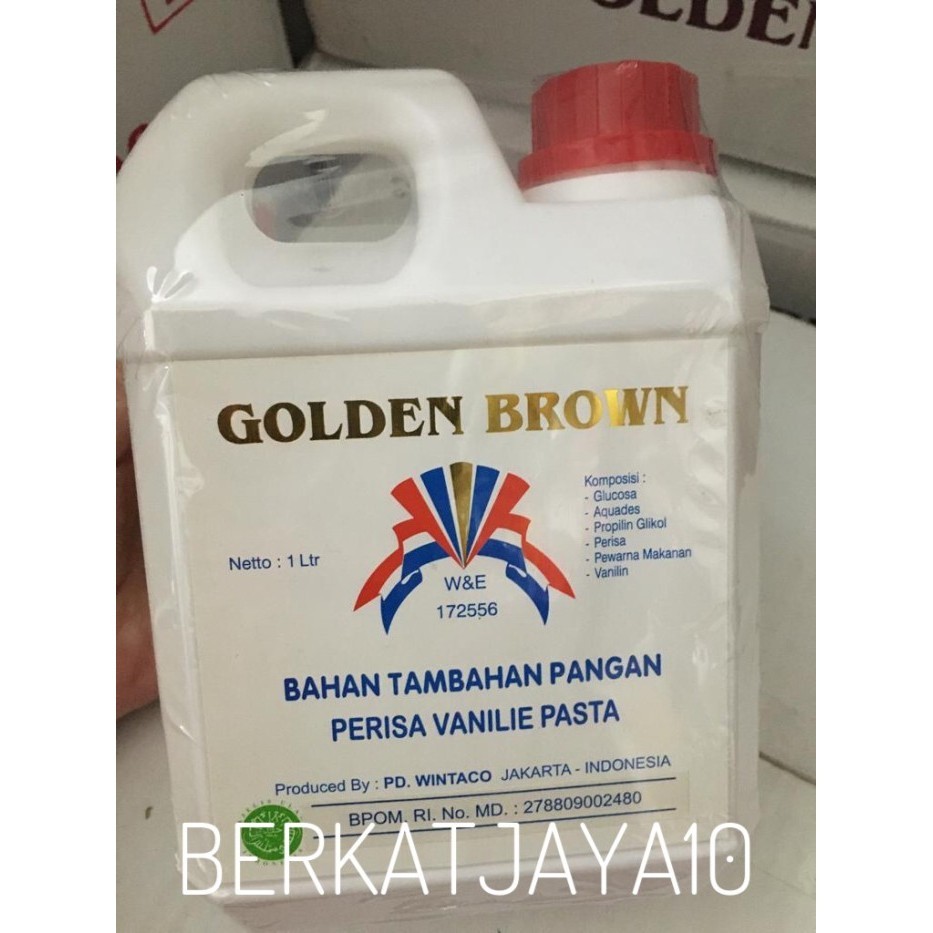 GOLDEN BROWN
Komposisi :
- Glucosa
- Aquades
- Propilin Glikol
- Perisa
- Pewarna Makanan
- Vanilin
Netto : 1 Ltr
W&E
172556
BAHAN TAMBAHAN PANGAN
PERISA VANILIE PASTA
Produced By : PD. WINTACO JAKARTA - INDONESIA
BPOM. RI. No. MD. : 278809002480
BERKATJAYA10